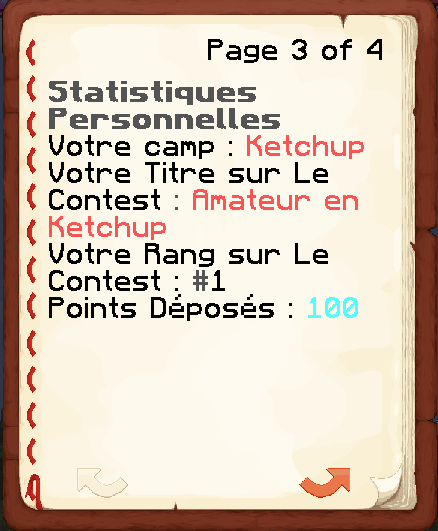 Page 3 of 4
Statistiques
Personnelles
Votre camp : Ketchup
Votre Titre sur Le
Contest : Amateur en
Ketchup
Votre Rang sur Le
Contest : #1
Points Déposés : 100